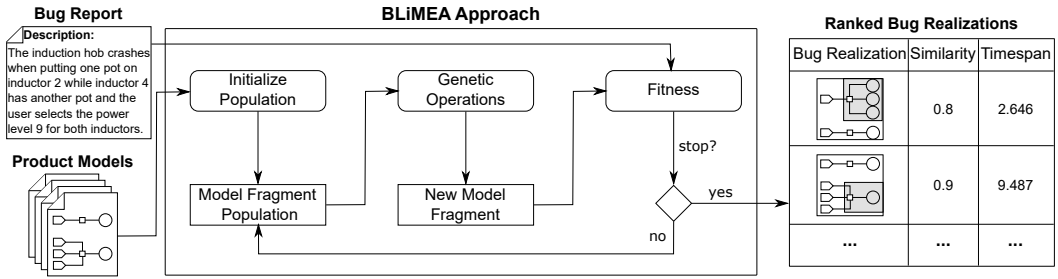 Bug Report
Description:
The induction hob crashes
when putting one pot on
inductor 2 while inductor 4
has another pot and the
user selects the power
level 9 for both inductors.
Product Models
BLiMEA Approach
Initialize
Population
Genetic
Operations
Fitness
Model Fragment
Population
New Model
Fragment
stop?
yes
no
Ranked Bug Realizations
Bug Realization Similarity Timespan
0.8 2.646
0.9 9.487
... ... ...